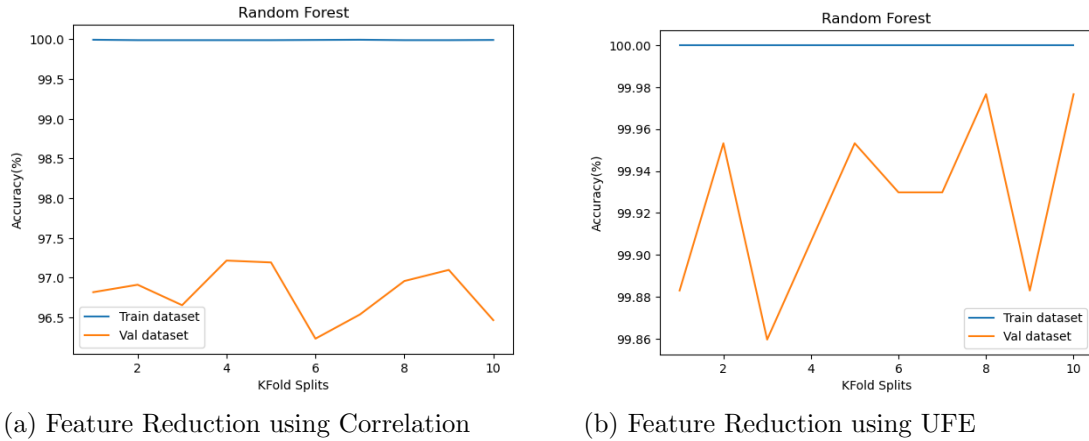 Random Forest
100.0
99.5
99.0
98.5
98.0
97.5
97.0
96.5
Accuracy(%)
Train dataset
Val dataset
2
4
6
8
10
KFold Splits
(a) Feature Reduction using Correlation
Random Forest
100.00
99.98
99.96
99.94
99.92
99.90
99.88
99.86
Accuracy(%)
Train dataset
Val dataset
2
4
6
8
10
KFold Splits
(b) Feature Reduction using UFE